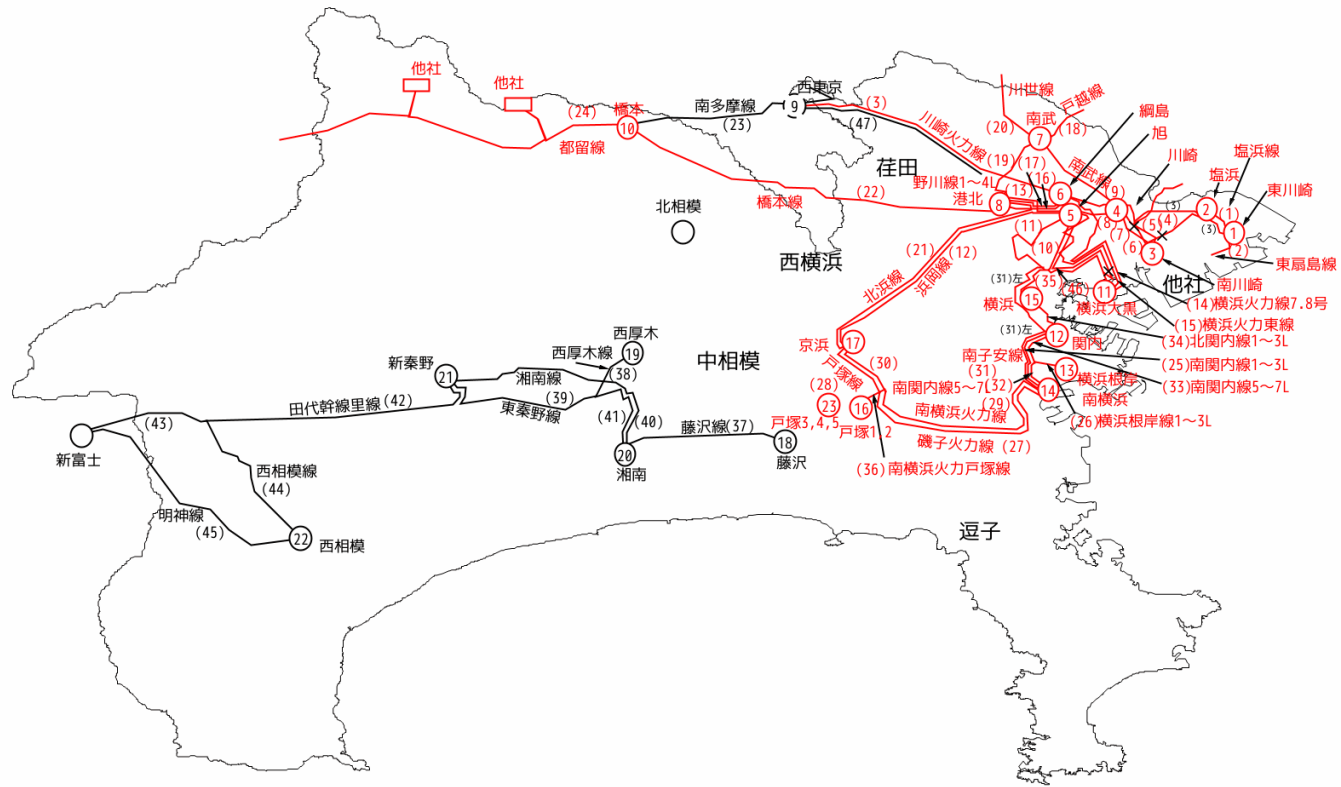 他社
他社
(24)
橋本
10
都留線
南多摩線
(23)
西東京
9
(3)
(47)
川崎火力線
荏田
川世線
戸越線
(20)
(18)
南武
7
(19)
(17)
(16)
南武線
綱島
旭
川崎
塩浜線
塩浜
東川崎
野川線1～4L
(13)
港北
8
6
5
4
(9)
(8)
(7)
(6)
(5)
(4)
(3)
2
(1)
(3)
1
(2)
3
東扇島線
南川崎
他社
橋本線
(22)
北相模
西横浜
(21)
(12)
北浜線
浜岡線
(11)
(10)
(31)左
(35)
(46)
11
横浜大黒
横浜
15
(14)横浜火力線7.8号
(15)横浜火力東線
(34)北関内線1～3L
(31)左
12
関内
南子安線
(25)南関内線1～3L
(33)南関内線5～7L
(31)
13
横浜根岸
南関内線5～7L
(32)
14
南横浜
(29)
(26)横浜根岸線1～3L
京浜
17
戸塚線
(30)
(28)
23
戸塚3,4,5
16
戸塚1,2
南横浜火力線
磯子火力線
(27)
(36)南横浜火力戸塚線
中相模
西厚木
19
西厚木線
(38)
新秦野
21
湘南線
田代幹線里線
(42)
東秦野線
(39)
(41)
(40)
藤沢線(37)
18
藤沢
20
湘南
(43)
新富士
西相模線
(44)
明神線
(45)
22
西相模
逗子